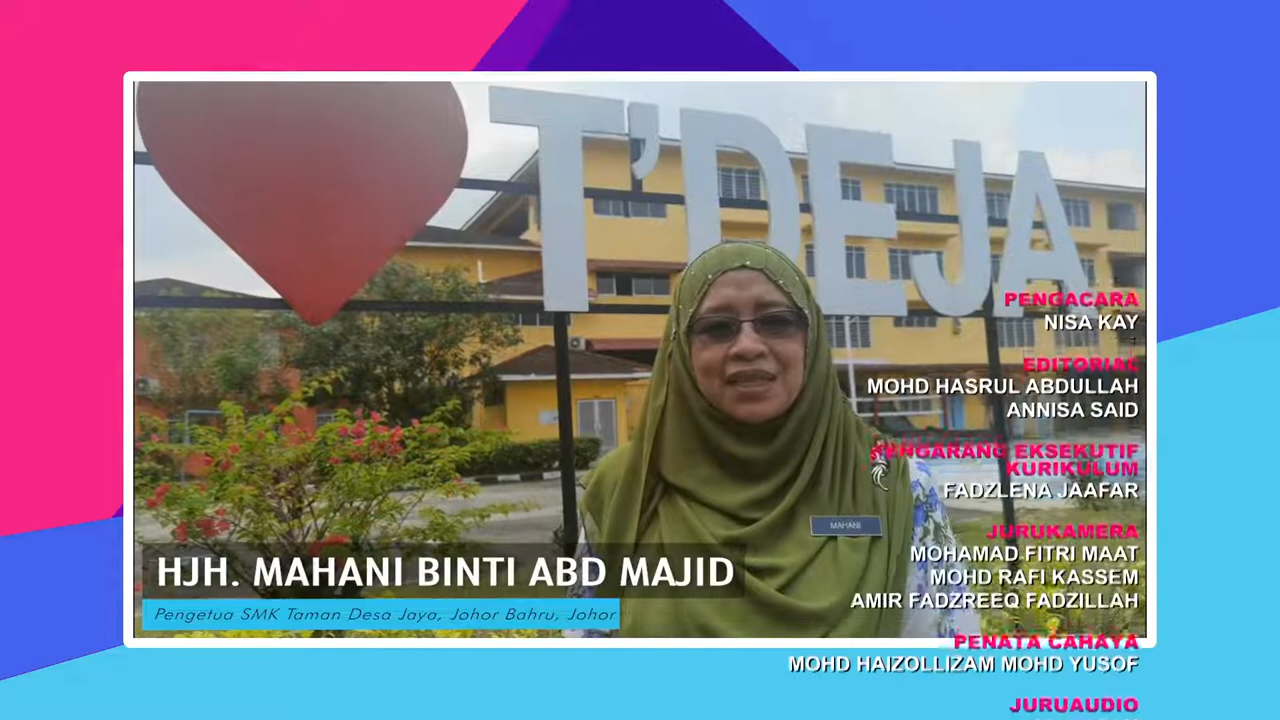 T'DEJA
MAHANI
HJH. MAHANI BINTI ABD MAJID
Pengetua SMK Taman Desa Jaya, Johor Bahru, Johor
PENGACARA
NISA KAY
EDITORIAL
MOHD HASRUL ABDULLAH
ANNISA SAID
PENGARANG EKSEKUTIF
KURIKULUM
FADZLENA JAAFAR
JURUKAMERA
MOHAMAD FITRI MAAT
MOHD RAFI KASSEM
AMIR FADZREEQ FADZILLAH
PENATA CAHAYA
MOHD HAIZOLLIZAM MOHD YUSOF
JURUAUDIO